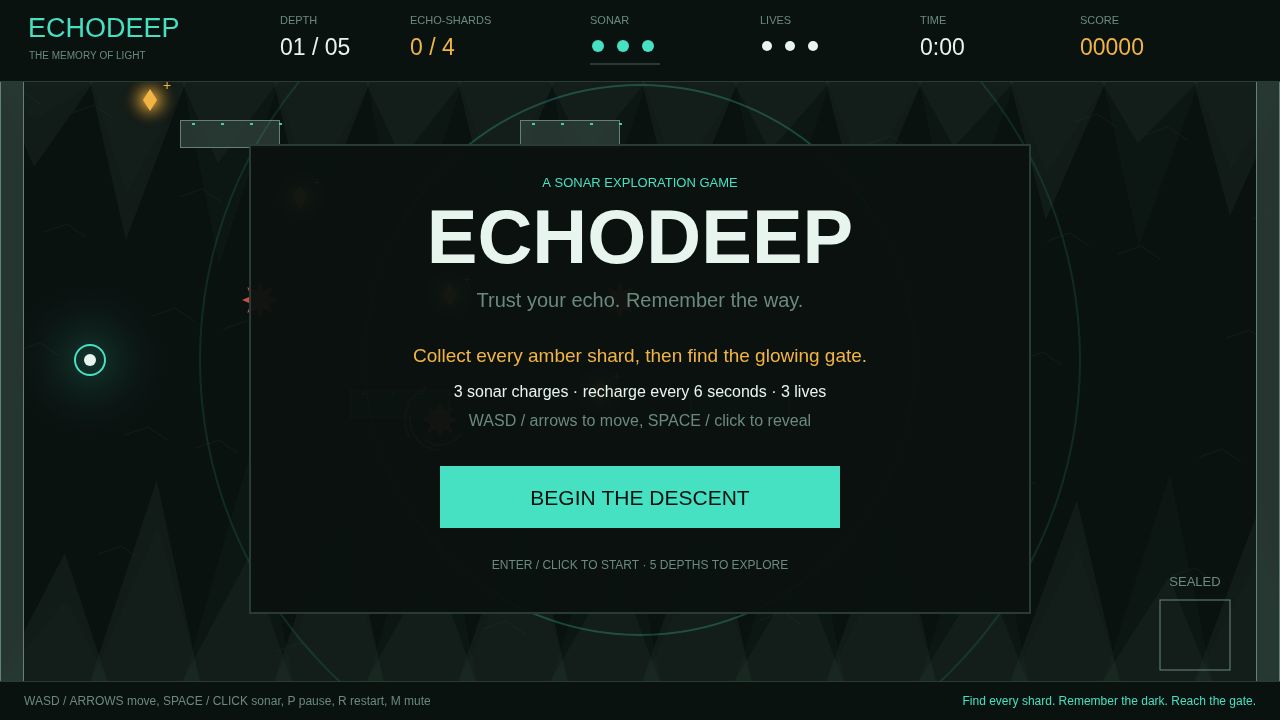 ECHODEEP
THE MEMORY OF LIGHT
DEPTH
01 / 05
ECHO-SHARDS
0 / 4
SONAR
LIVES
TIME
0:00
SCORE
00000
A SONAR EXPLORATION GAME
ECHODEEP
Trust your echo. Remember the way.
Collect every amber shard, then find the glowing gate.
3 sonar charges · recharge every 6 seconds · 3 lives
WASD / arrows to move, SPACE / click to reveal
BEGIN THE DESCENT
ENTER / CLICK TO START · 5 DEPTHS TO EXPLORE
SEALED
WASD / ARROWS move, SPACE / CLICK sonar, P pause, R restart, M mute
Find every shard. Remember the dark. Reach the gate.